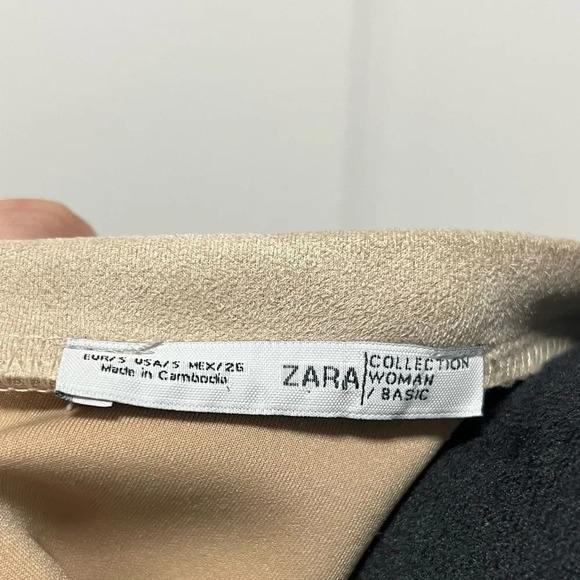 EUR/S USA/S MEX/26
Made in Cambodia
ZARA
COLLECTION
WOMAN
/ BASIC